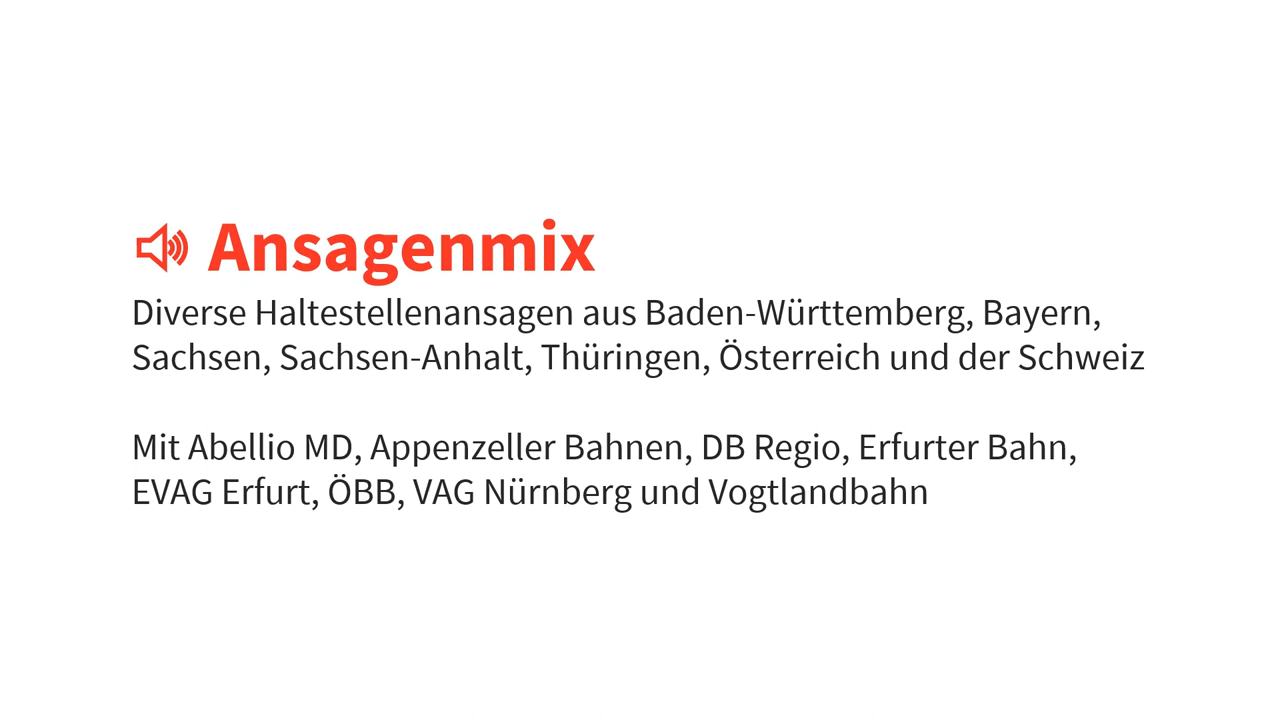 Ansagenmix
Diverse Haltestellenansagen aus Baden-Württemberg, Bayern,
Sachsen, Sachsen-Anhalt, Thüringen, Österreich und der Schweiz
Mit Abellio MD, Appenzeller Bahnen, DB Regio, Erfurter Bahn,
EVAG Erfurt, ÖBB, VAG Nürnberg und Vogtlandbahn